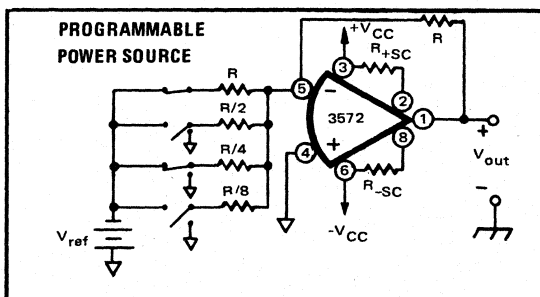 PROGRAMMABLE
POWER SOURCE
+VCC
R+SC
R
R
R/2
R/4
R/8
Vref
5
3
2
1
8
6
4
−
+
3572
R-SC
-VCC
+
Vout
−